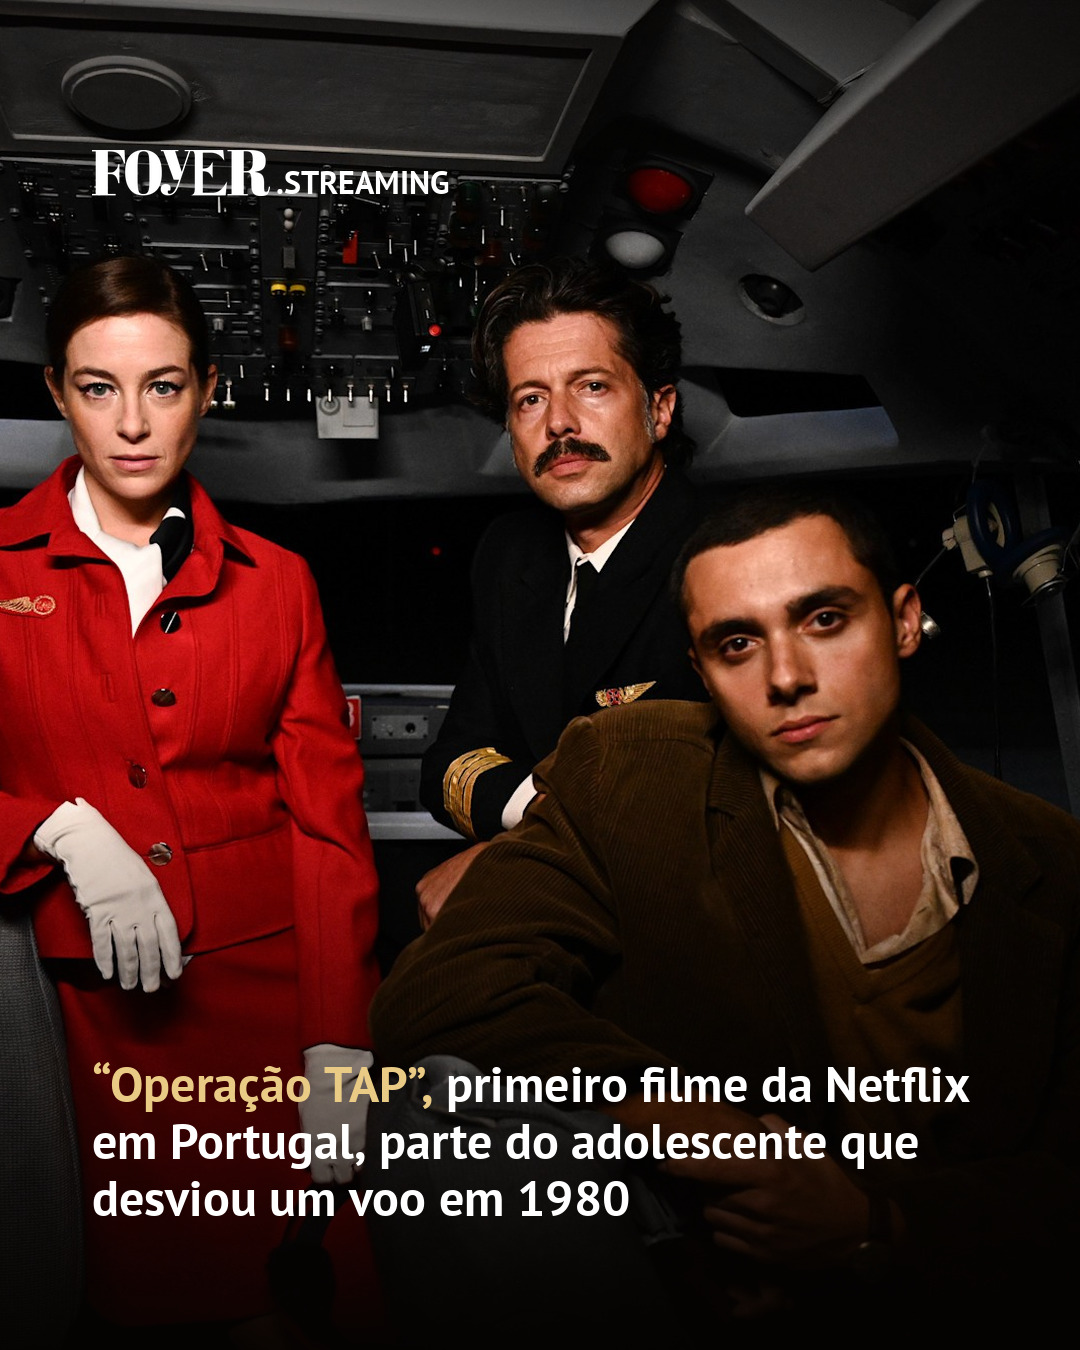 FOYER.STREAMING
“Operação TAP”, primeiro filme da Netflix
em Portugal, parte do adolescente que
desviou um voo em 1980